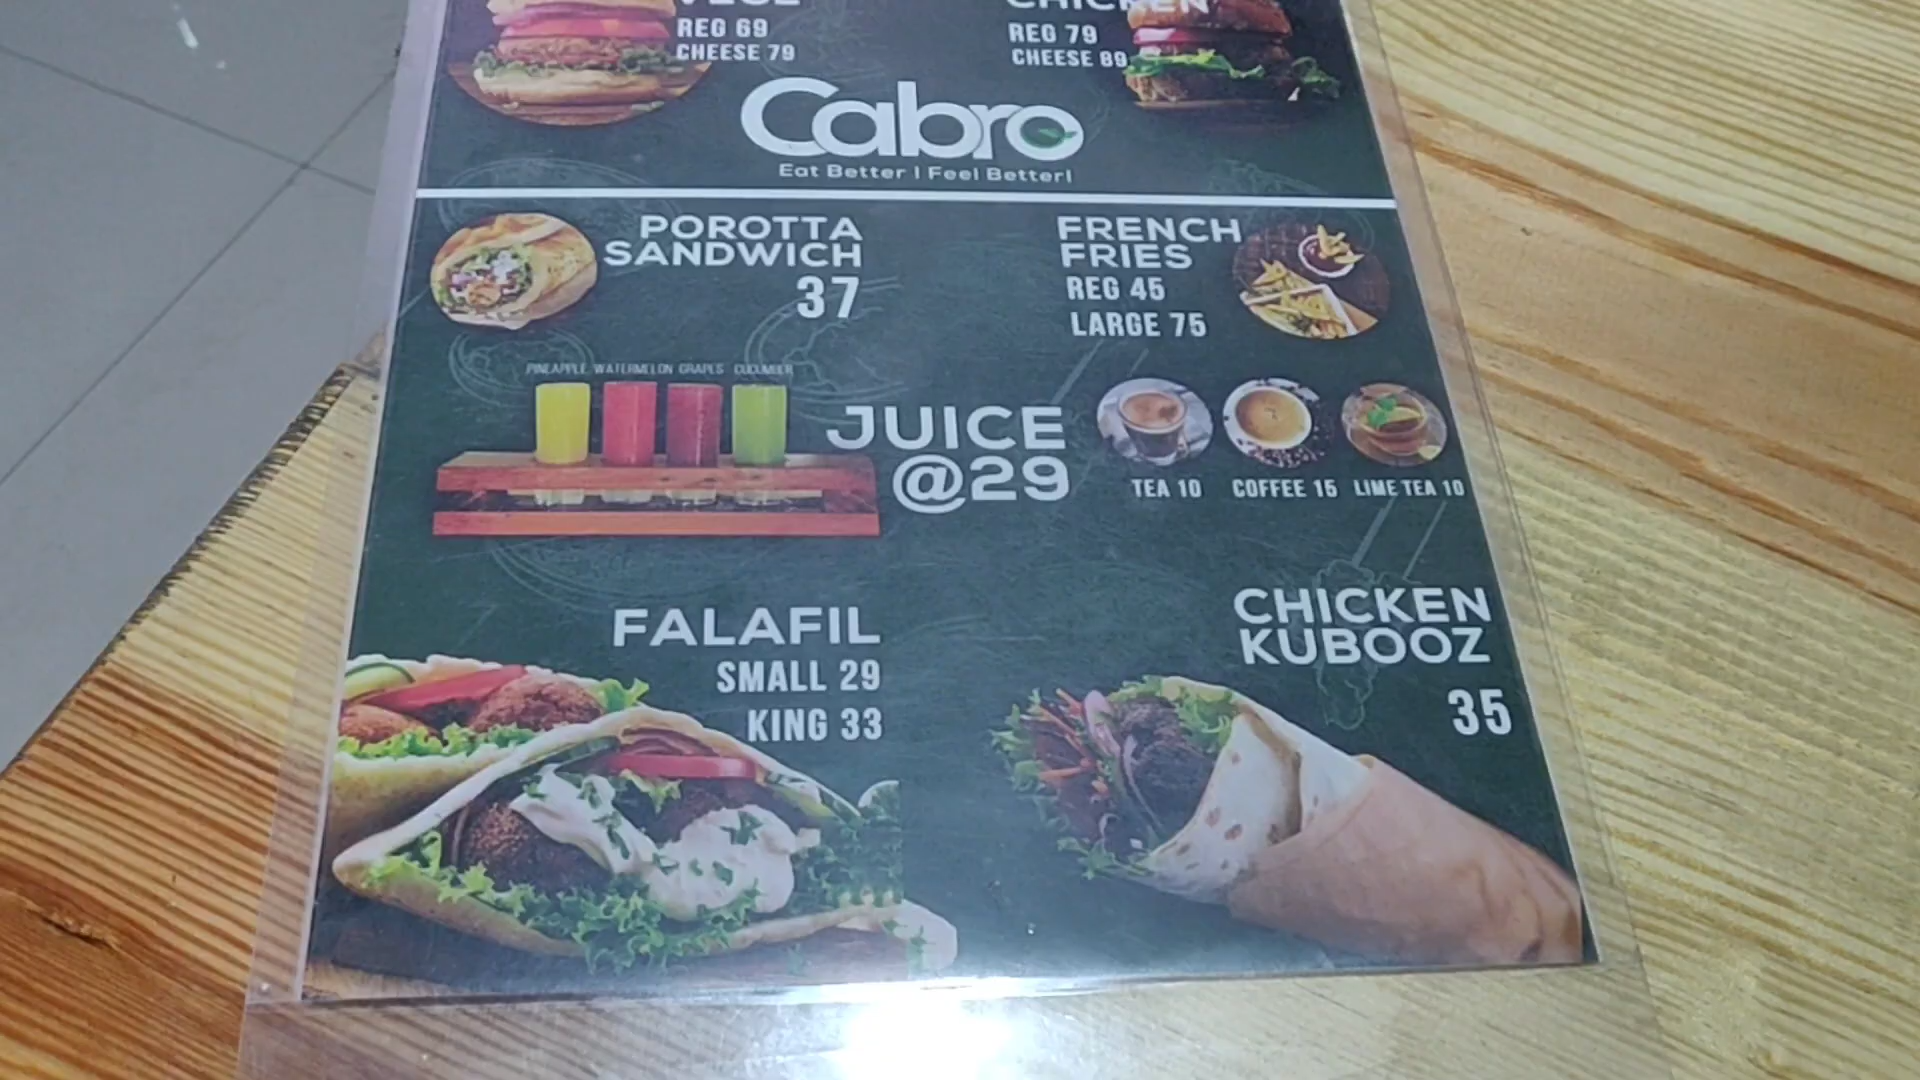 REG 69
CHEESE 79
CHICKEN
REG 79
CHEESE 89
Cabro
Eat Better | Feel Better|
POROTTA
SANDWICH
37
FRENCH
FRIES
REG 45
LARGE 75
PINEAPPLE WATERMELON GRAPES CUCUMBER
JUICE
@29
TEA 10 COFFEE 15 LIME TEA 10
FALAFIL
SMALL 29
KING 33
CHICKEN
KUBOOZ
35